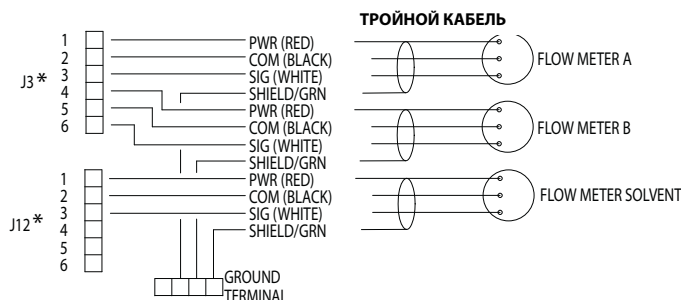 ТРОЙНОЙ КАБЕЛЬ
J3*
1
2
3
4
5
6
PWR (RED)
COM (BLACK)
SIG (WHITE)
SHIELD/GRN
PWR (RED)
COM (BLACK)
SIG (WHITE)
SHIELD/GRN
FLOW METER A
FLOW METER B
J12*
1
2
3
4
5
6
PWR (RED)
COM (BLACK)
SIG (WHITE)
SHIELD/GRN
FLOW METER SOLVENT
GROUND
TERMINAL